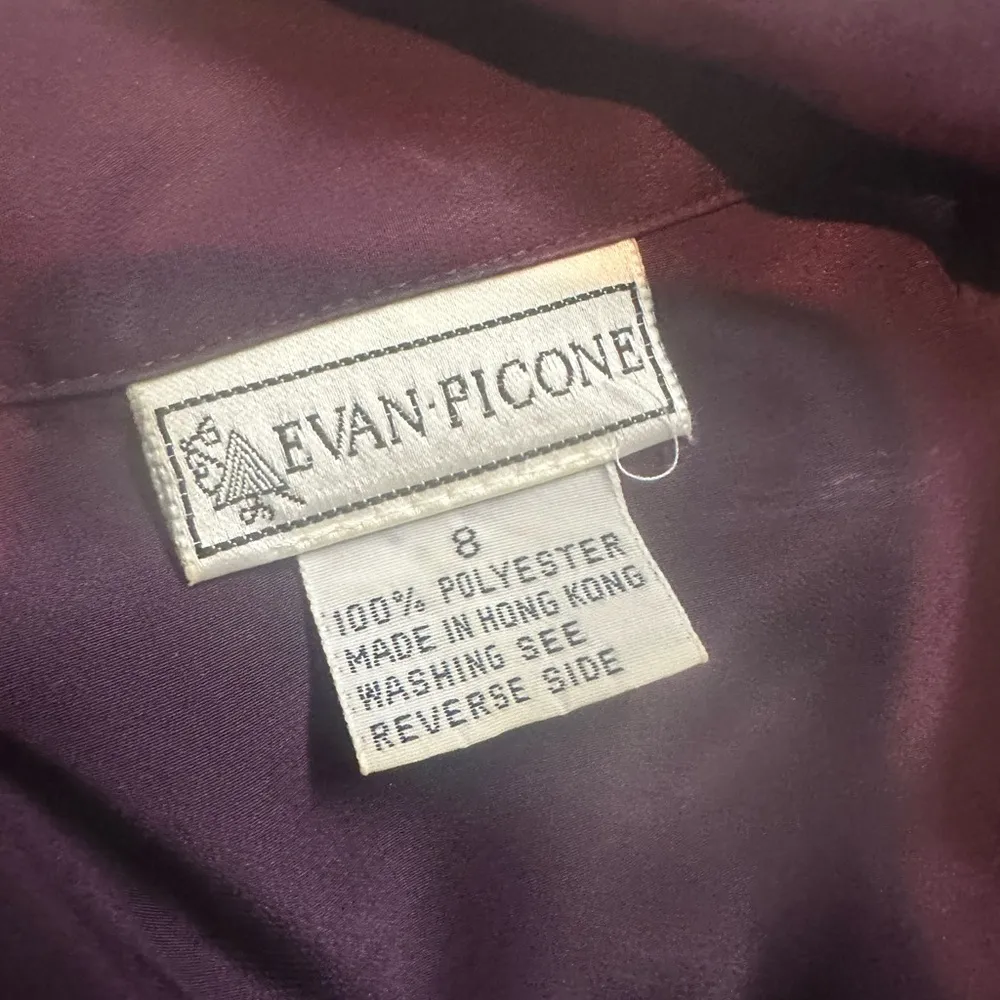 EVAN-PICONE
8
100% POLYESTER
MADE IN HONG KONG
WASHING SEE
REVERSE SIDE